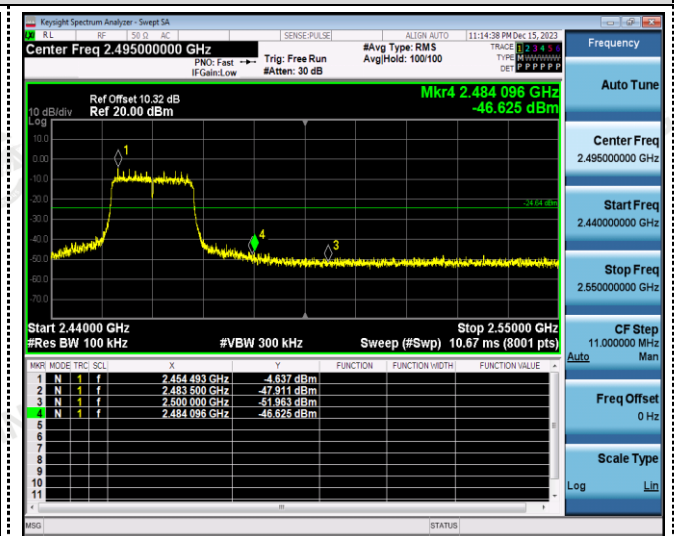 Keysight Spectrum Analyzer - Swept SA
RL RF 50 Ω AC SENSE:PULSE ALIGN AUTO 11:14:38 PM Dec 15, 2023
Center Freq 2.495000000 GHz
PNO: Fast
IFGain:Low
Trig: Free Run
#Atten: 30 dB
#Avg Type: RMS
Avg|Hold: 100/100
TRACE 1 2 3 4 5 6
TYPE M W W W W W
DET P P P P P P
Ref Offset 10.32 dB
Ref 20.00 dBm
10 dB/div
Log
Mkr4 2.484 096 GHz
-46.625 dBm
10.0
0.00
-10.0
-20.0
-30.0
-40.0
-50.0
-60.0
-70.0
1
4
3
-24.64 dBm
Start 2.44000 GHz
#Res BW 100 kHz
#VBW 300 kHz
Stop 2.55000 GHz
Sweep (#Swp) 10.67 ms (8001 pts)
MKR MODE TRC SCL X Y FUNCTION FUNCTION WIDTH FUNCTION VALUE
1 N 1 f 2.454 493 GHz -4.637 dBm
2 N 1 f 2.483 500 GHz -47.911 dBm
3 N 1 f 2.500 000 GHz -51.963 dBm
4 N 1 f 2.484 096 GHz -46.625 dBm
5
6
7
8
9
10
11
MSG STATUS
Frequency
Auto Tune
Center Freq
2.495000000 GHz
Start Freq
2.440000000 GHz
Stop Freq
2.550000000 GHz
CF Step
11.000000 MHz
Auto Man
Freq Offset
0 Hz
Scale Type
Log Lin